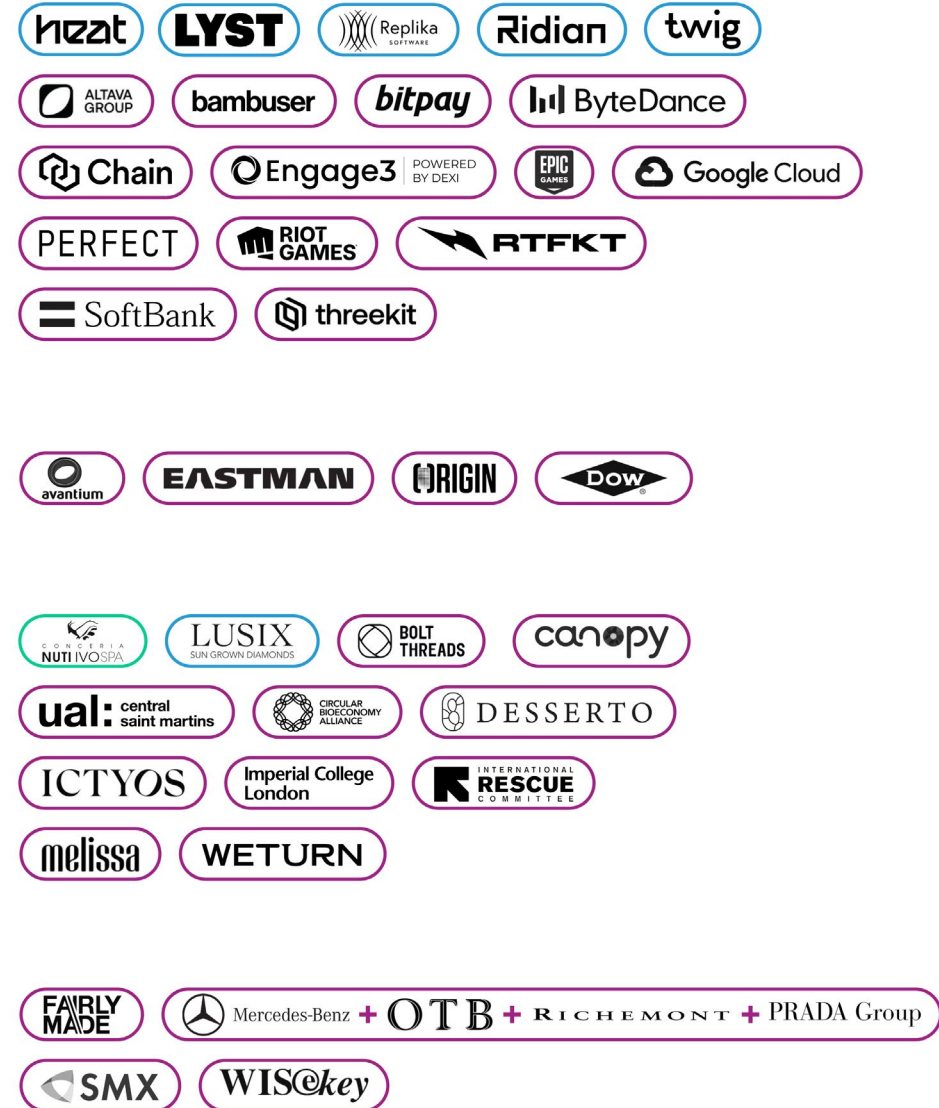 heat LYST Replika SOFTWARE Ridian twig
ALTAVA GROUP bambuser bitpay ByteDance
Chain Engage3 POWERED BY DEXI EPIC GAMES Google Cloud
PERFECT RIOT GAMES RTFKT
SoftBank threekit
avantium EASTMAN ORIGIN DOW®
CONCERIA NUTI IVO SPA LUSIX SUN GROWN DIAMONDS BOLT THREADS canopy
ual: central saint martins CIRCULAR BIOECONOMY ALLIANCE DESSERTO
ICTYOS Imperial College London INTERNATIONAL RESCUE COMMITTEE
melissa WETURN
FAIRLY MADE Mercedes-Benz + OTB + RICHEMONT + PRADA Group
SMX WISekey